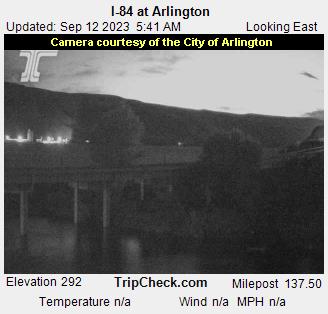 I-84 at Arlington
Updated: Sep 12 2023 5:41 AM Looking East
Camera courtesy of the City of Arlington
Elevation 292 TripCheck.com Milepost 137.50
Temperature n/a Wind n/a MPH n/a